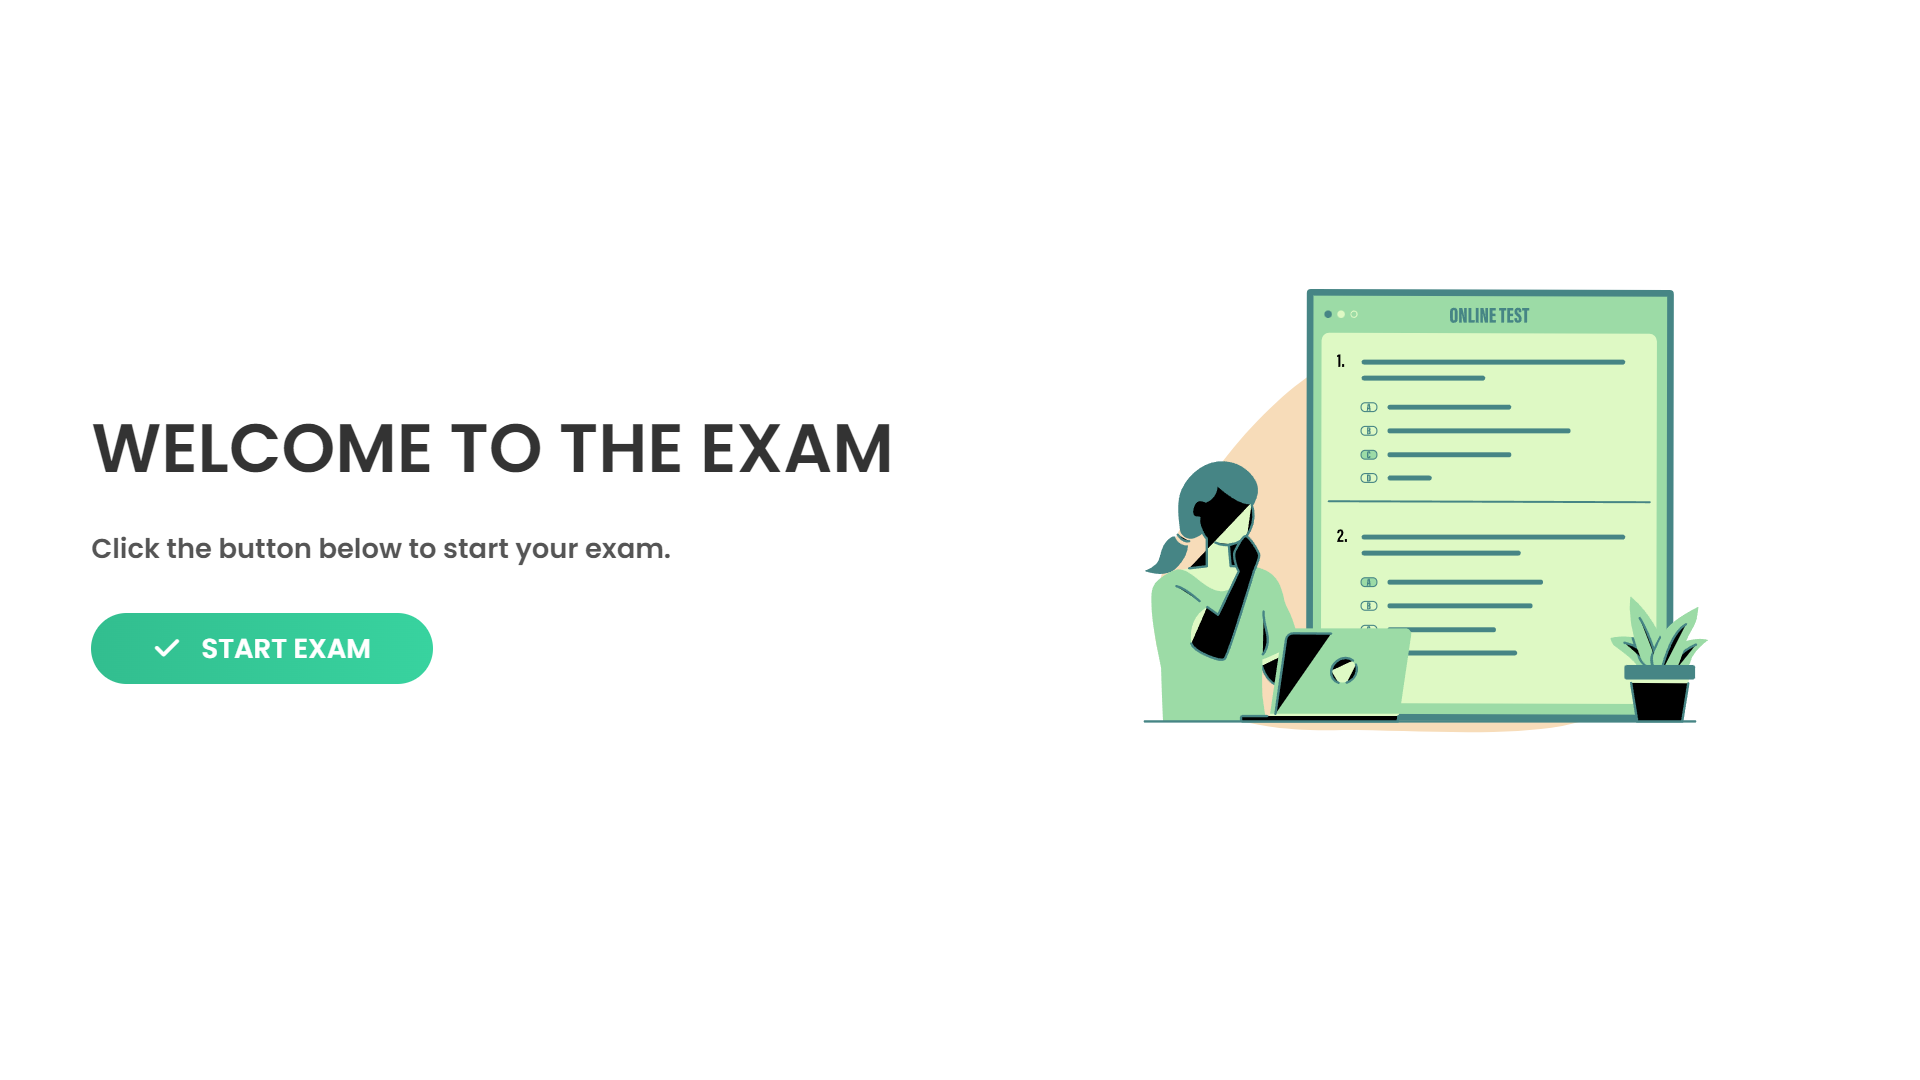 WELCOME TO THE EXAM
Click the button below to start your exam.
START EXAM
ONLINE TEST
1.
A
B
C
D
2.
A
B